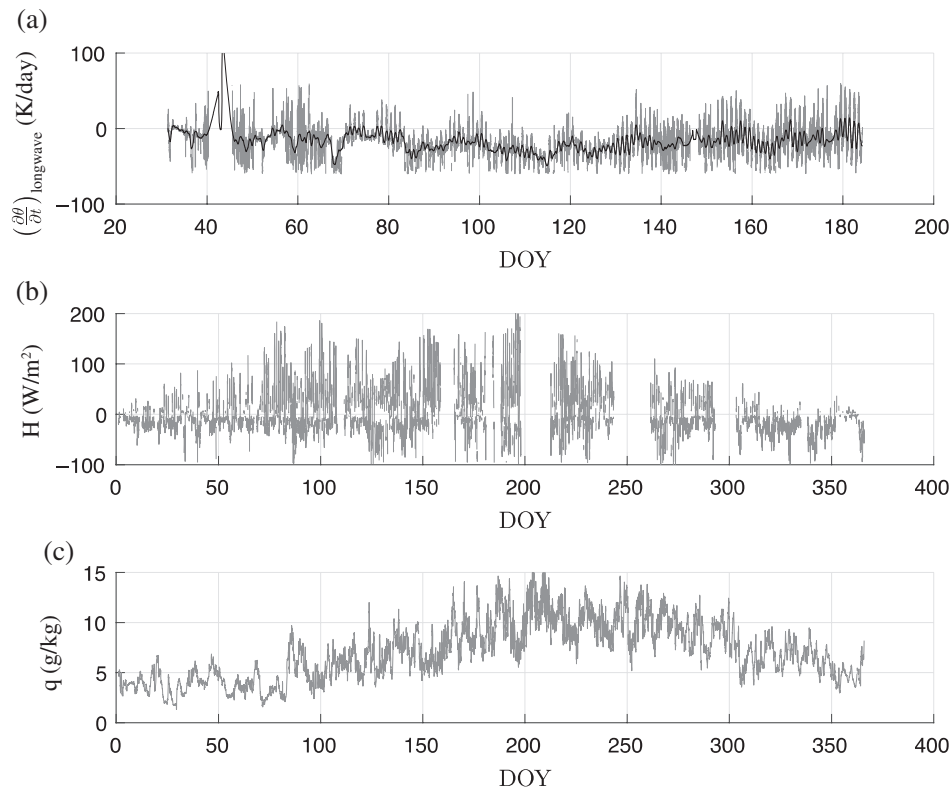 (a)
(∂θ/∂t)longwave (K/day)
100
0
−100
20 40 60 80 100 120 140 160 180 200
DOY
(b)
H (W/m²)
200
100
0
−100
0 50 100 150 200 250 300 350 400
DOY
(c)
q (g/kg)
15
10
5
0
0 50 100 150 200 250 300 350 400
DOY